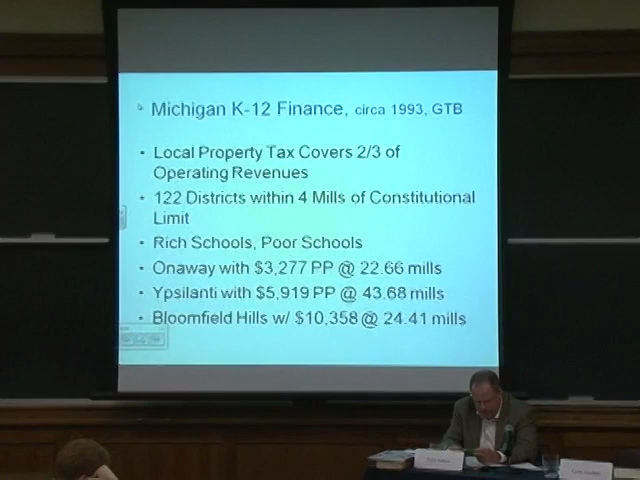 • Michigan K-12 Finance, circa 1993, GTB
• Local Property Tax Covers 2/3 of
Operating Revenues
• 122 Districts within 4 Mills of Constitutional
Limit
• Rich Schools, Poor Schools
• Onaway with $3,277 PP @ 22.66 mills
• Ypsilanti with $5,919 PP @ 43.68 mills
• Bloomfield Hills w/ $10,358 @ 24.41 mills